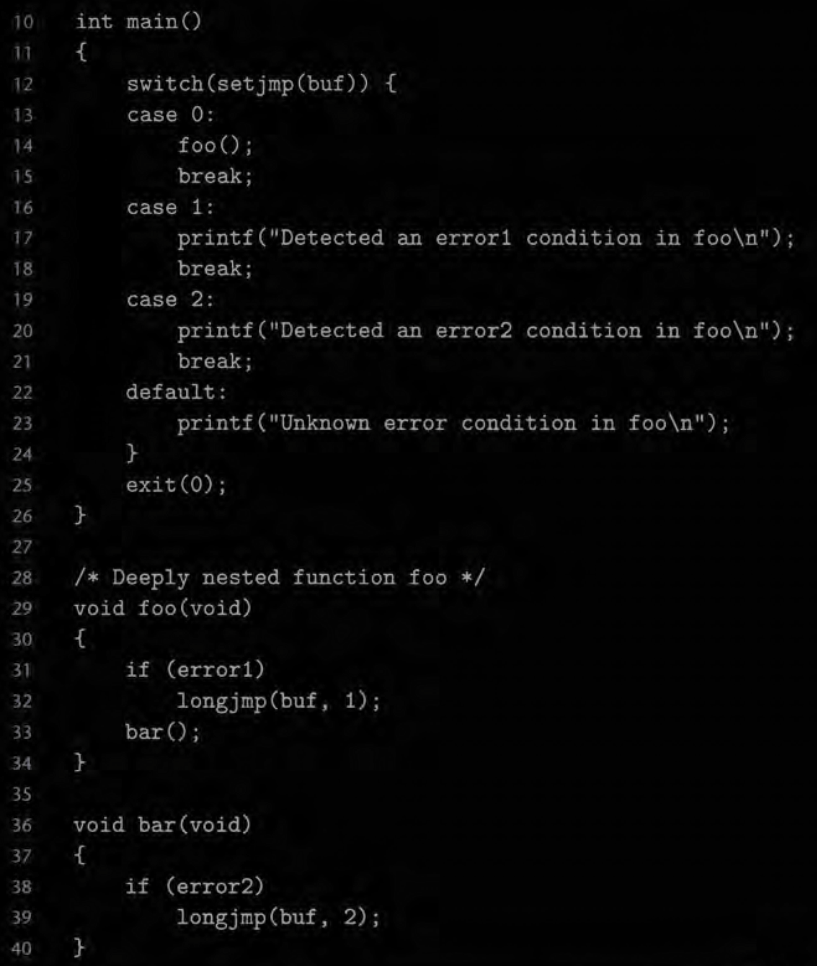 10 int main()
11 {
12 switch(setjmp(buf)) {
13 case 0:
14 foo();
15 break;
16 case 1:
17 printf("Detected an error1 condition in foo\n");
18 break;
19 case 2:
20 printf("Detected an error2 condition in foo\n");
21 break;
22 default:
23 printf("Unknown error condition in foo\n");
24 }
25 exit(0);
26 }
27
28 /* Deeply nested function foo */
29 void foo(void)
30 {
31 if (error1)
32 longjmp(buf, 1);
33 bar();
34 }
35
36 void bar(void)
37 {
38 if (error2)
39 longjmp(buf, 2);
40 }